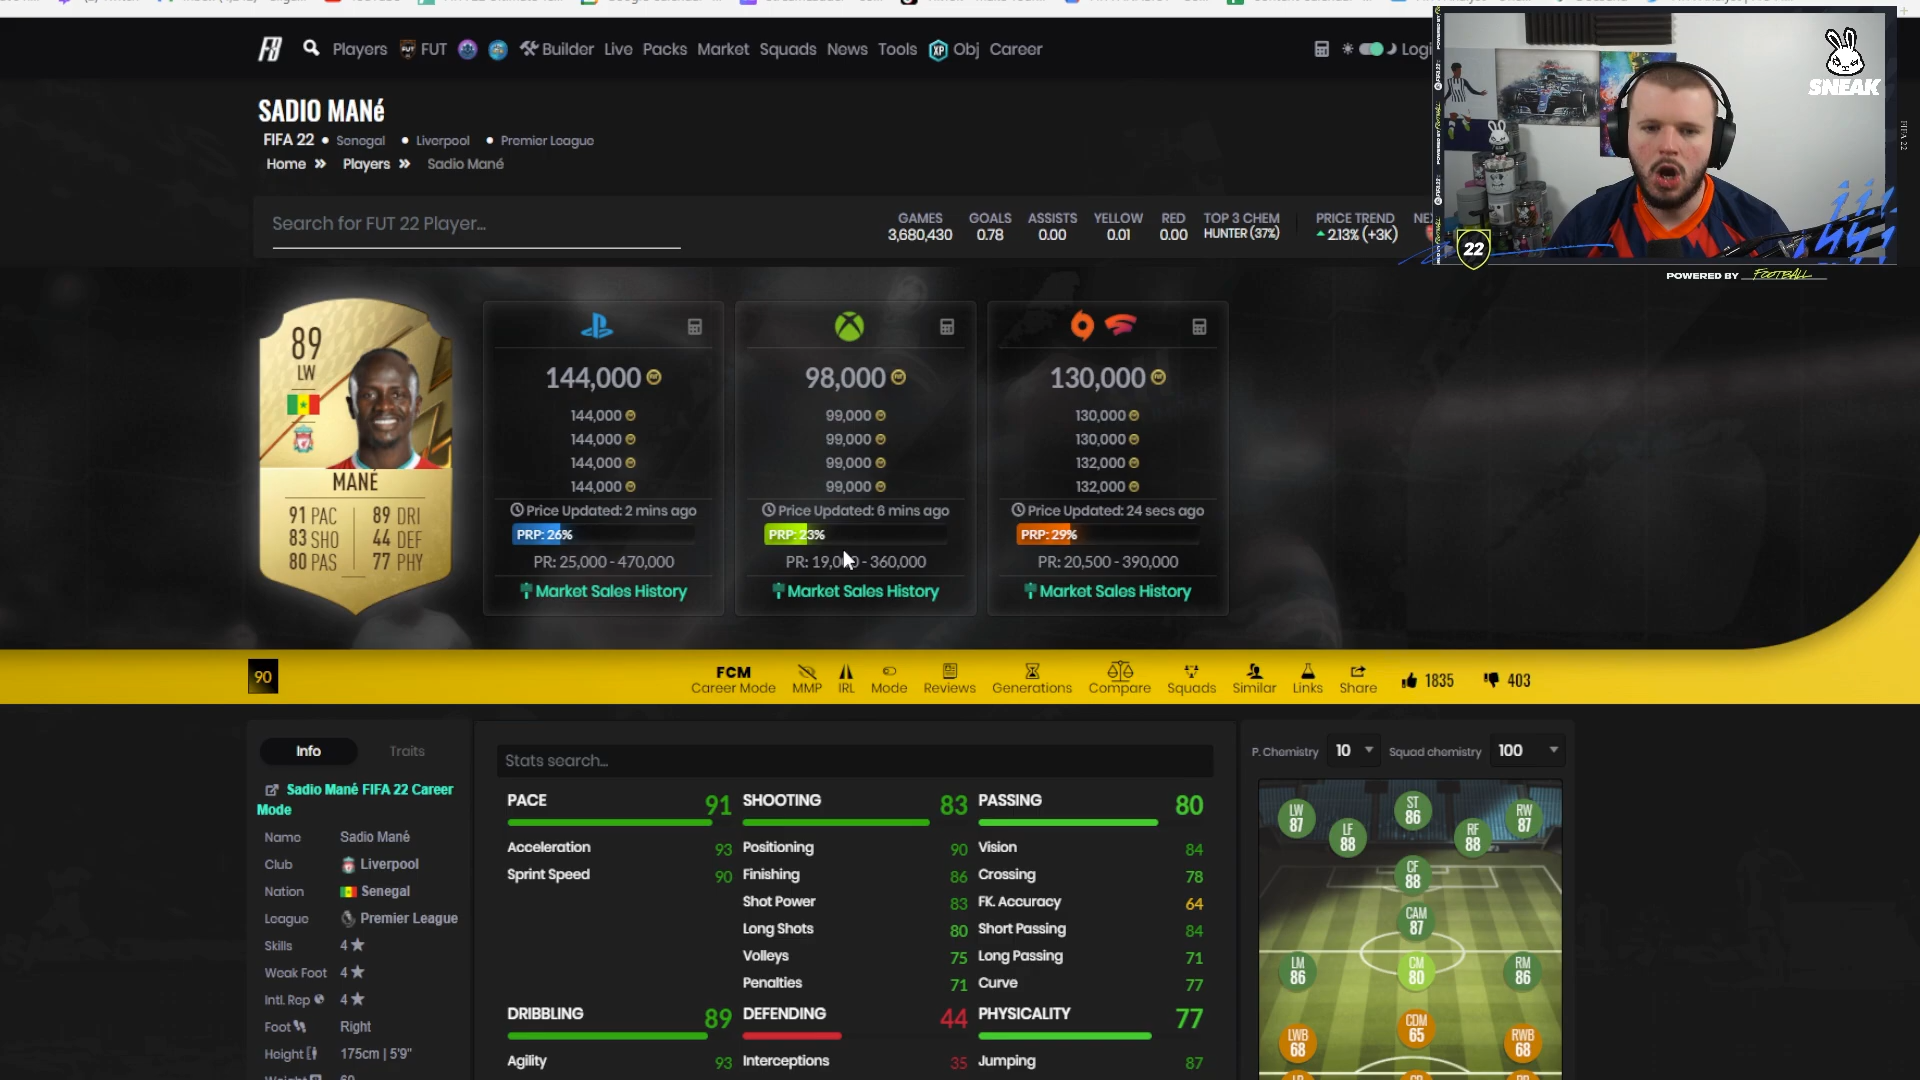 Players FUT Builder Live Packs Market Squads News Tools Obj Career
SADIO MANé
FIFA 22 • Senegal • Liverpool • Premier League
Home » Players » Sadio Mané
Search for FUT 22 Player...
GAMES 3,680,430
GOALS 0.78
ASSISTS 0.00
YELLOW 0.01
RED 0.00
TOP 3 CHEM HUNTER (37%)
PRICE TREND 2.13% (+3K)
SNEAK
22
POWERED BY FOOTBALL
FIFA 22
89
LW
MANÉ
91 PAC 89 DRI
83 SHO 44 DEF
80 PAS 77 PHY
144,000
144,000
144,000
144,000
144,000
Price Updated: 2 mins ago
PRP: 26%
PR: 25,000 - 470,000
Market Sales History
98,000
99,000
99,000
99,000
99,000
Price Updated: 6 mins ago
PRP: 23%
- 360,000
Market Sales History
130,000
130,000
130,000
132,000
132,000
Price Updated: 24 secs ago
PRP: 29%
PR: 20,500 - 390,000
Market Sales History
90
FCM Career Mode
MMP IRL Mode Reviews Generations Compare Squads Similar Links Share 1835 403
Info Traits
Sadio Mané FIFA 22 Career
Mode
Name Sadio Mané
Club Liverpool
Nation Senegal
League Premier League
Skills 4
Weak Foot 4
Intl. Rep 4
Foot Right
Height 175cm | 5'9"
Stats search...
PACE 91
Acceleration 93
Sprint Speed 90
SHOOTING 83
Positioning 90
Finishing 86
Shot Power 83
Long Shots 80
Volleys 75
Penalties 71
PASSING 80
Vision 84
Crossing 78
FK. Accuracy 64
Short Passing 84
Long Passing 71
Curve 77
DRIBBLING 89
Agility 93
DEFENDING 44
Interceptions 35
PHYSICALITY 77
Jumping 87
P. Chemistry 10 Squad chemistry 100
LW 87
ST 86
RW 87
LF 88
RF 88
CF 88
CAM 87
LM 86
CM 80
RM 86
LWB 68
CDM 65
RWB 68